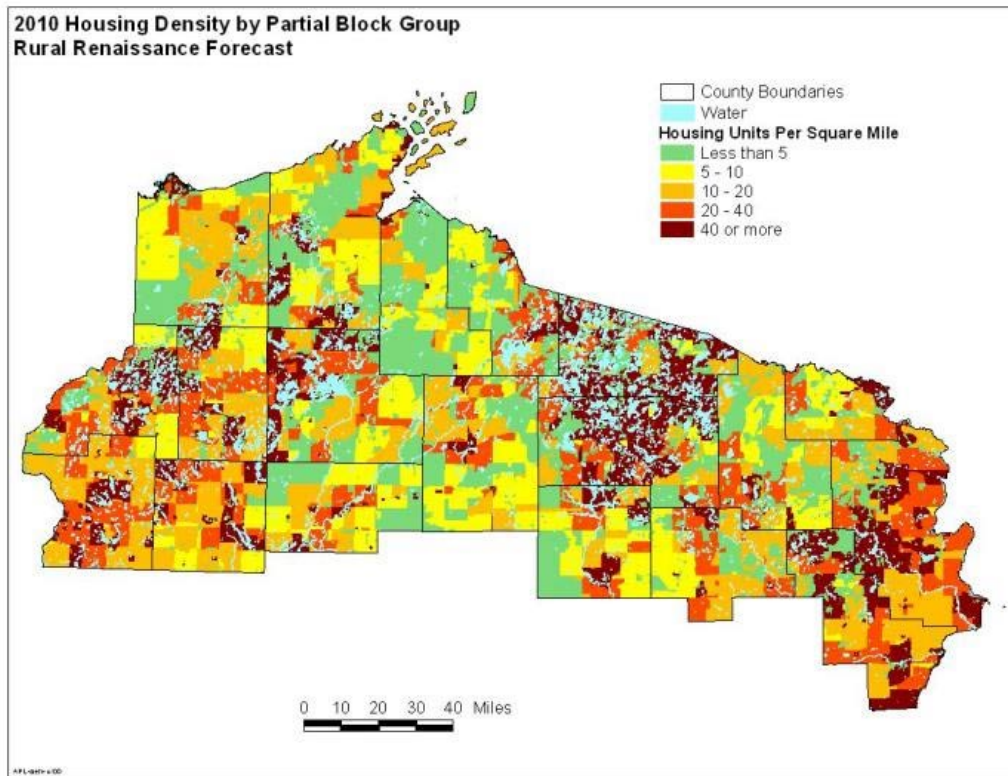 2010 Housing Density by Partial Block Group
Rural Renaissance Forecast
County Boundaries
Water
Housing Units Per Square Mile
Less than 5
5 - 10
10 - 20
20 - 40
40 or more
0 10 20 30 40 Miles